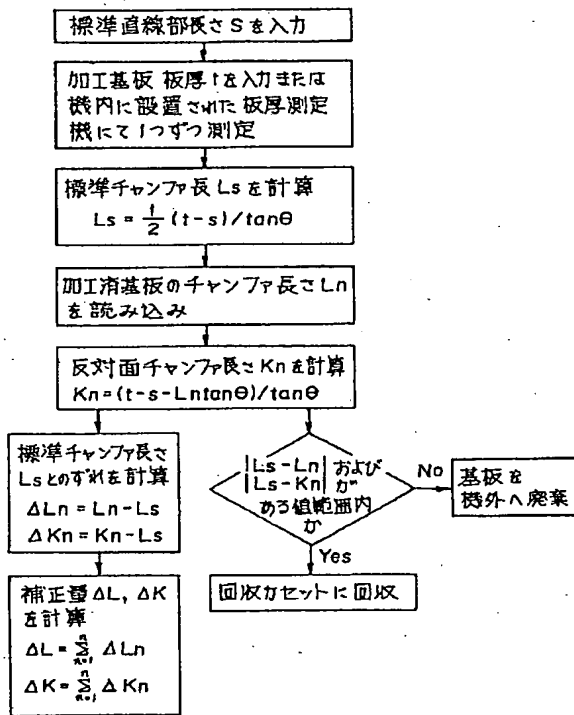 標準直線部長さSを入力
加工基板 板厚tを入力または
機内に設置された板厚測定
機にて1つずつ測定
標準チャンファ長Lsを計算
Ls = 1/2 (t-s)/tanθ
加工済基板のチャンファ長さLn
を読み込み
反対面チャンファ長さKnを計算
Kn=(t-s-Lntanθ)/tanθ
標準チャンファ長さ
Lsとのずれを計算
ΔLn = Ln-Ls
ΔKn = Kn-Ls
補正量ΔL, ΔK
を計算
ΔL = Σ_{n=1}^{n} ΔLn
ΔK = Σ_{n=1}^{n} ΔKn
|Ls-Ln| および
|Ls-Kn| が
ある値範囲内
か
No
基板を
機外へ廃棄
Yes
回収カセットに回収